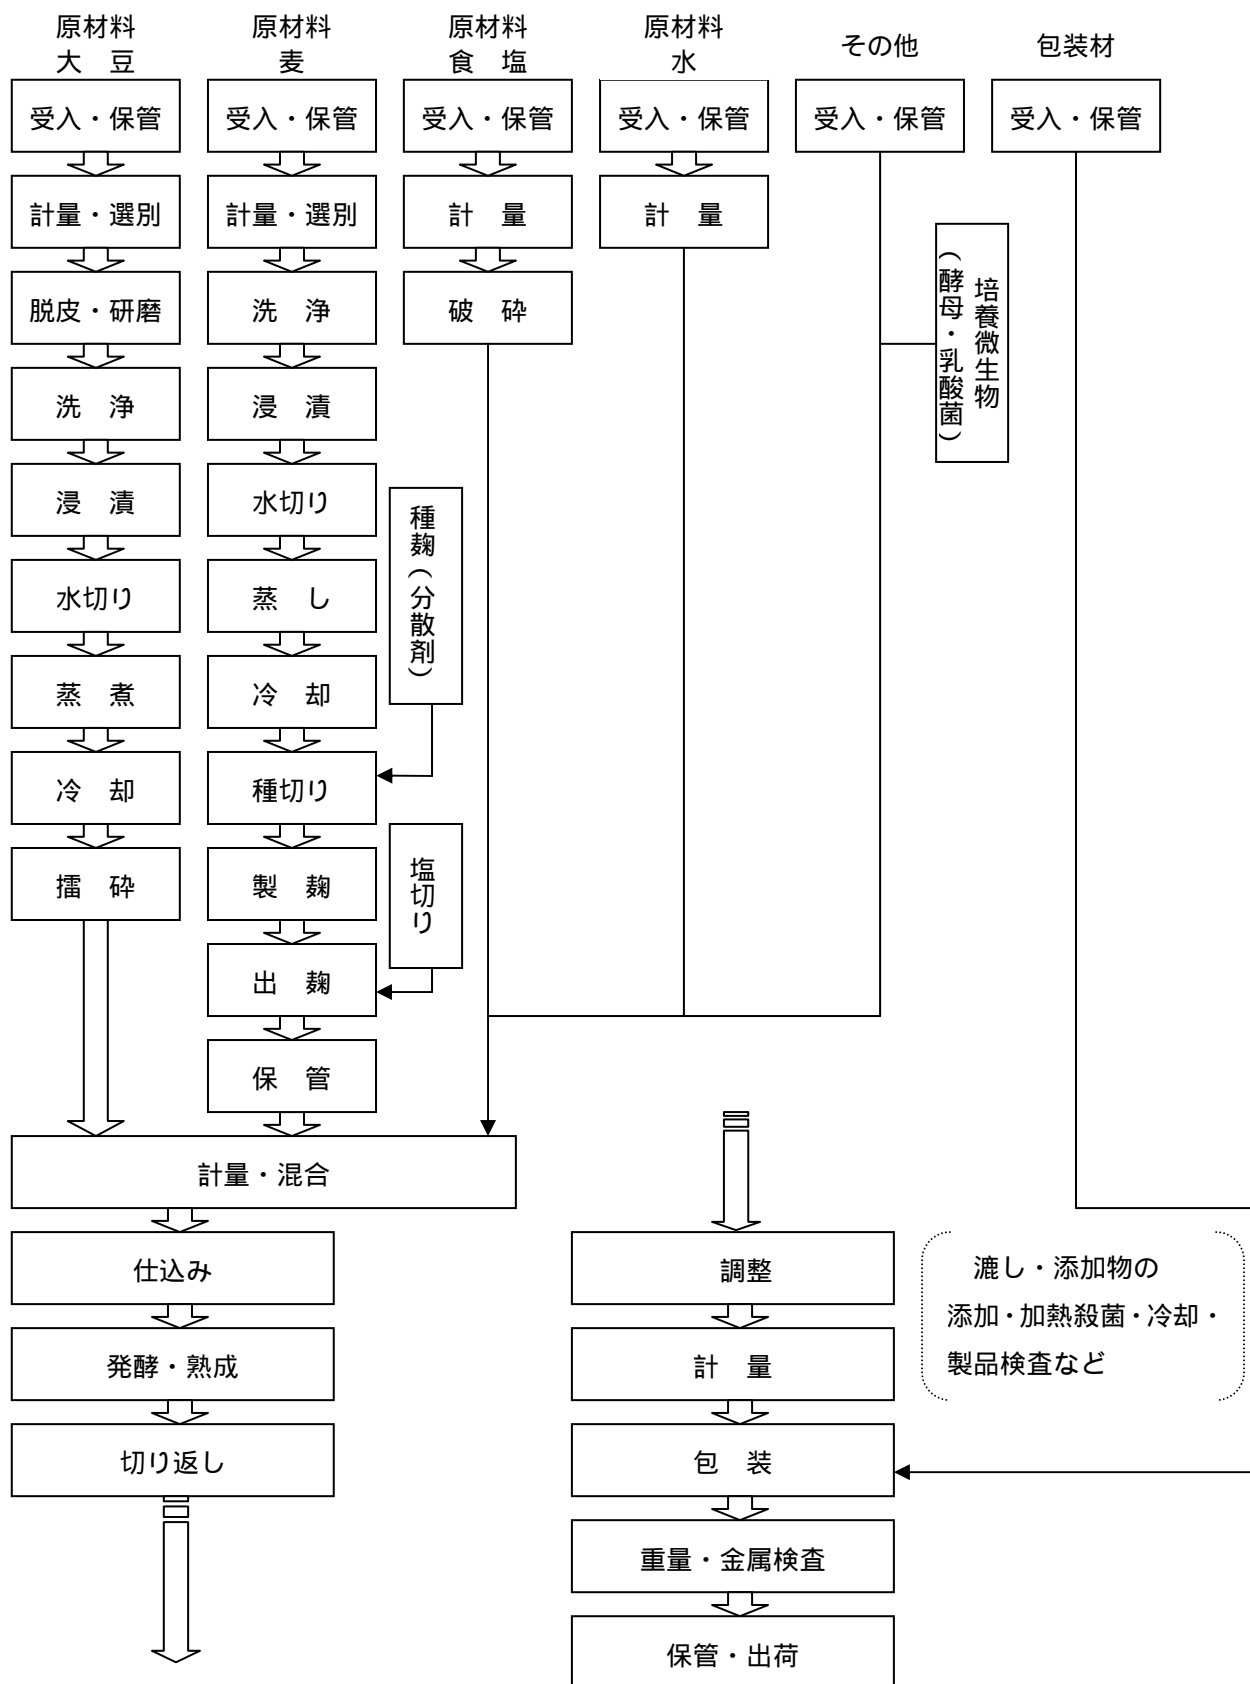 原材料
大　豆
受入・保管
計量・選別
脱皮・研磨
洗　浄
浸　漬
水切り
蒸　煮
冷　却
擂　砕
原材料
麦
受入・保管
計量・選別
洗　浄
浸　漬
水切り
蒸　し
冷　却
種切り
製　麹
出　麹
保　管
種麹(分散剤)
塩切り
原材料
食　塩
受入・保管
計　量
破　砕
原材料
水
受入・保管
計　量
その他
受入・保管
培養微生物
(酵母・乳酸菌)
包装材
受入・保管
計量・混合
仕込み
発酵・熟成
切り返し
調整
計　量
包　装
重量・金属検査
保管・出荷
漉し・添加物の
添加・加熱殺菌・冷却・
製品検査など